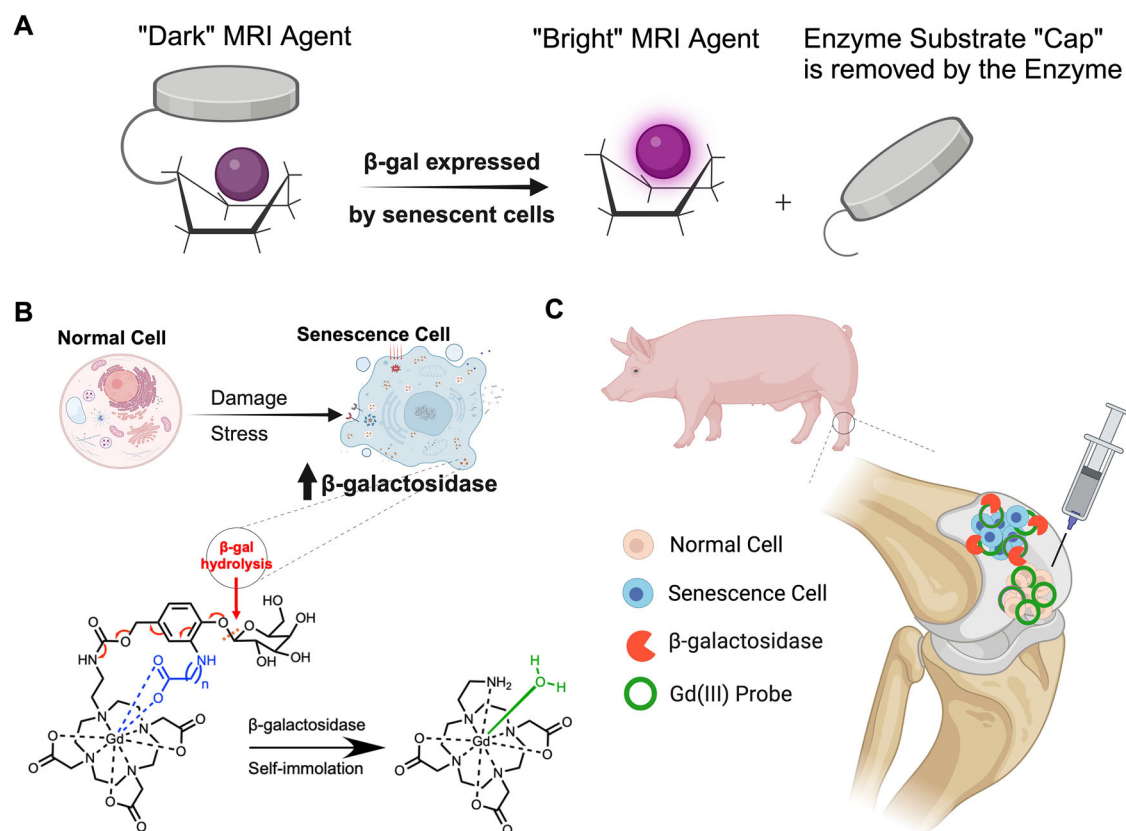 A
"Dark" MRI Agent
"Bright" MRI Agent
Enzyme Substrate "Cap"
is removed by the Enzyme
β-gal expressed
by senescent cells
+
B
Normal Cell
Senescence Cell
Damage
Stress
β-galactosidase
β-gal
hydrolysis
HO
OH
O
O
O
OH
OH
HO
O
NH
O
NH
n
O
O
N
N
Gd
N
N
O
O
O
O
O
O
β-galactosidase
Self-immolation
H
O
H
NH₂
N
N
Gd
N
N
O
O
O
O
O
O
C
Normal Cell
Senescence Cell
β-galactosidase
Gd(III) Probe